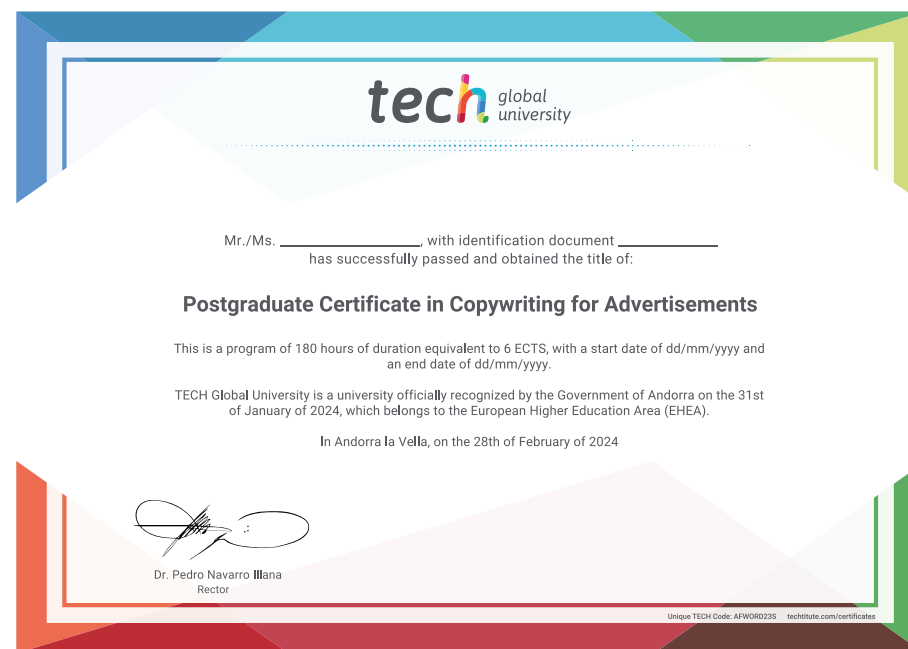 tech global
university
Mr./Ms. ____________, with identification document ____________
has successfully passed and obtained the title of:
Postgraduate Certificate in Copywriting for Advertisements
This is a program of 180 hours of duration equivalent to 6 ECTS, with a start date of dd/mm/yyyy and
an end date of dd/mm/yyyy.
TECH Global University is a university officially recognized by the Government of Andorra on the 31st
of January of 2024, which belongs to the European Higher Education Area (EHEA).
In Andorra la Vella, on the 28th of February of 2024
Dr. Pedro Navarro Illana
Rector
Unique TECH Code: AFWORD23S techtitute.com/certificates